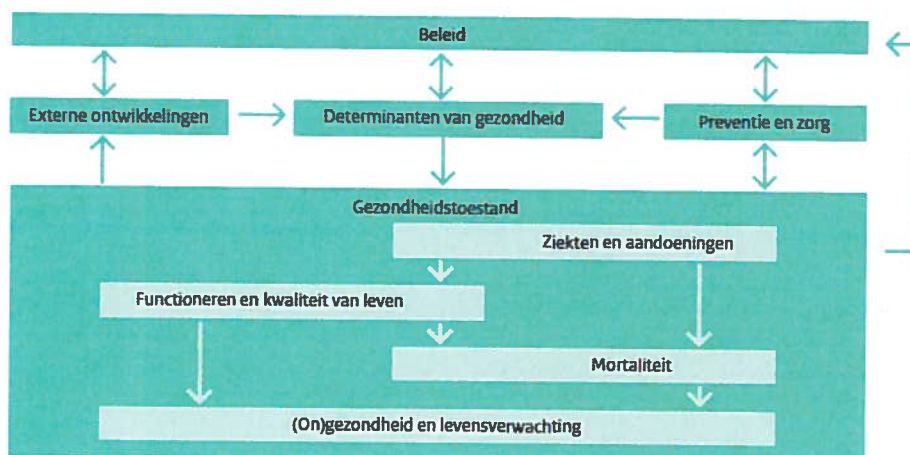 Beleid
Externe ontwikkelingen
Determinanten van gezondheid
Preventie en zorg
Gezondheidstoestand
Ziekten en aandoeningen
Functioneren en kwaliteit van leven
Mortaliteit
(On)gezondheid en levensverwachting